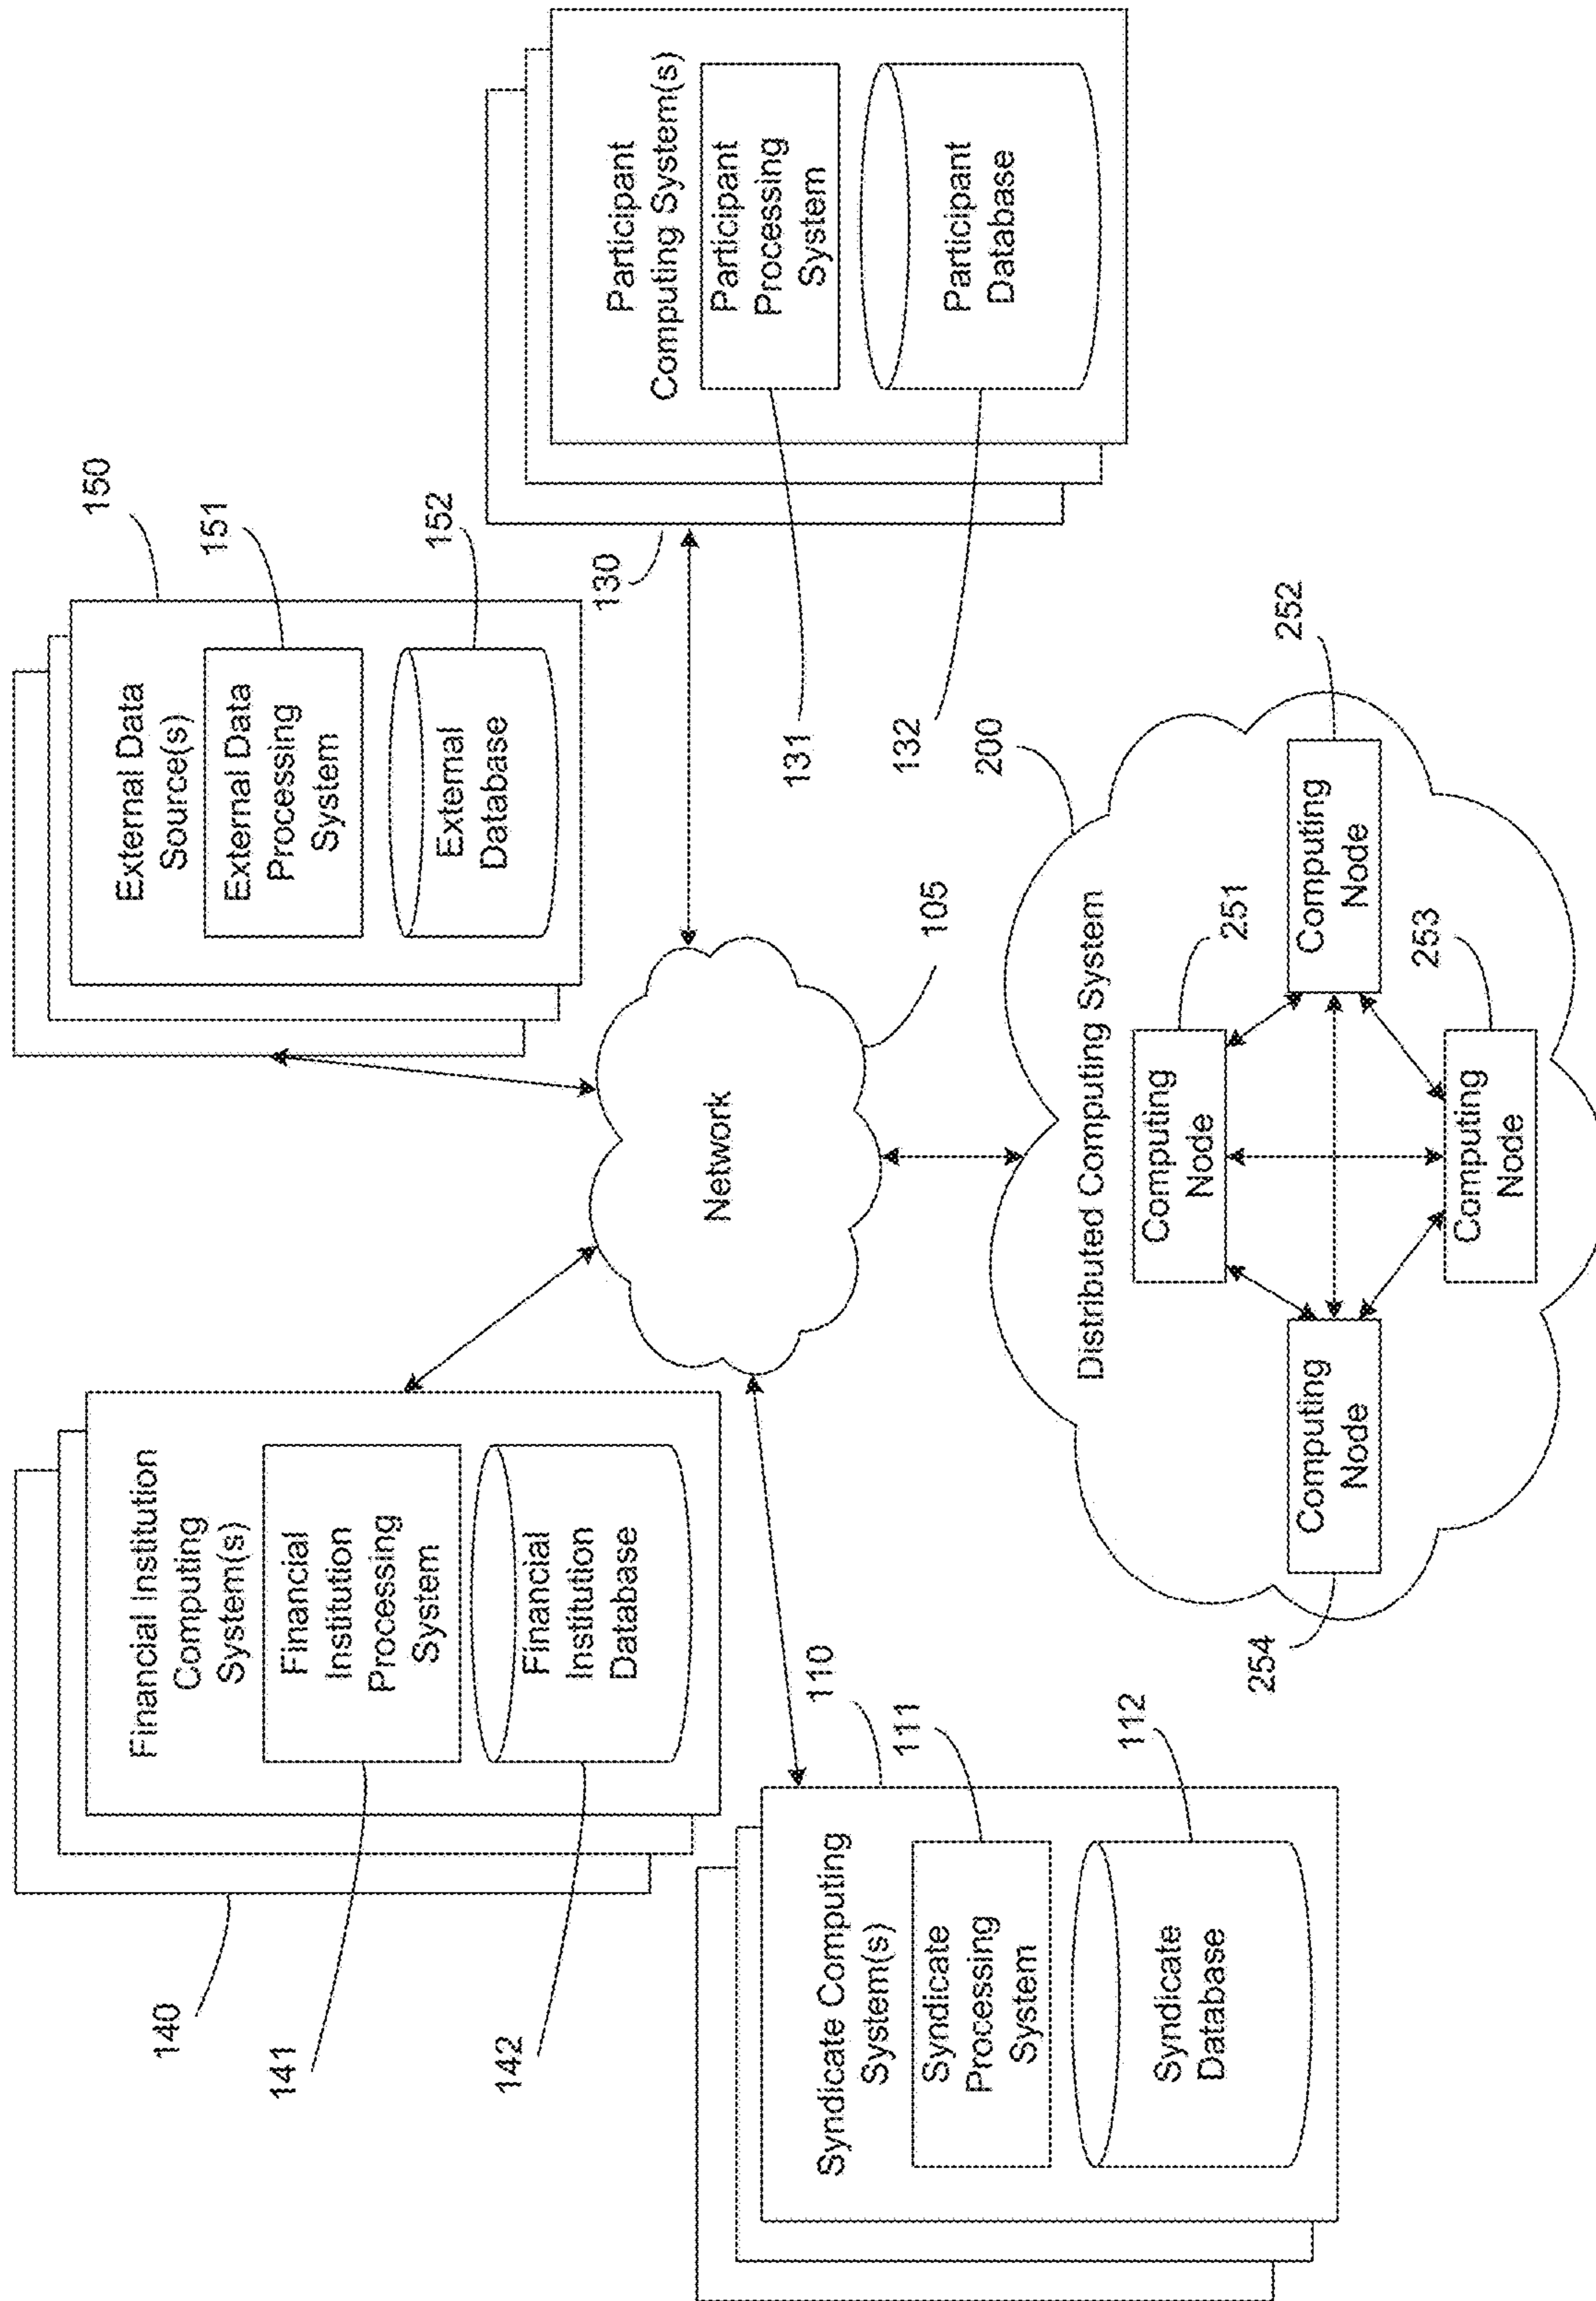 140
Financial Institution
Computing
System(s)
141
Financial
Institution
Processing
System
142
Financial
Institution
Database
150
External Data
Source(s)
151
External Data
Processing
System
152
External
Database
Network
105
130
Participant
Computing System(s)
131
Participant
Processing
System
132
Participant
Database
110
Syndicate Computing
System(s)
111
Syndicate
Processing
System
112
Syndicate
Database
200
Distributed Computing System
251
Computing
Node
252
Computing
Node
253
Computing
Node
254
Computing
Node